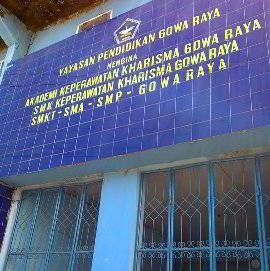 YAYASAN PENDIDIKAN GOWA RAYA
MEMBINA
AKADEMI KEPERAWATAN KHARISMA GOWA RAYA
SMK KEPERAWATAN KHARISMA GOWA RAYA
SMKT - SMA - SMP - GOWA RAYA